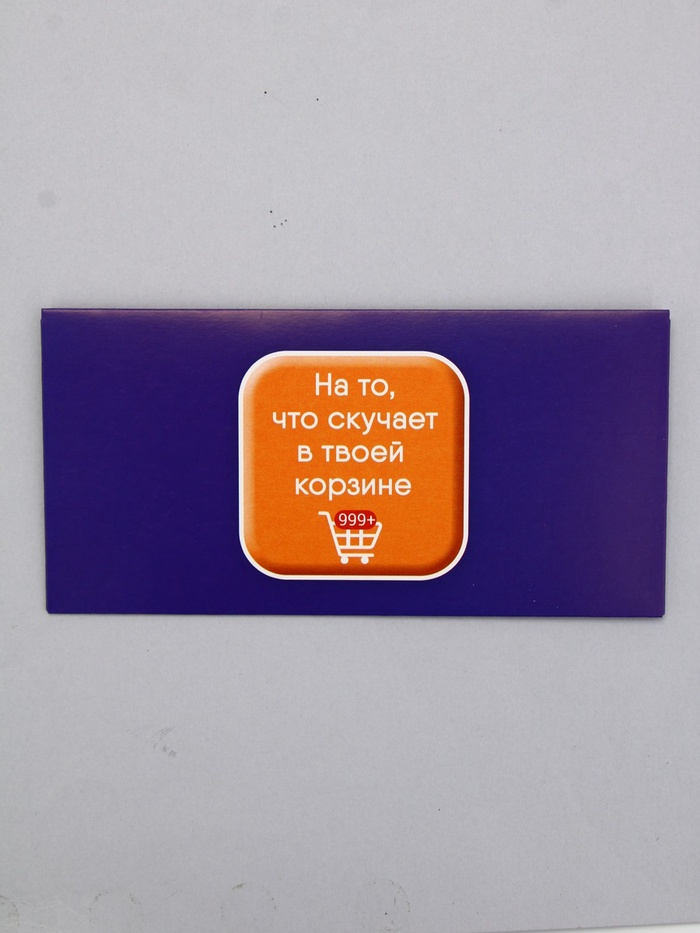 На то,
что скучает
в твоей
корзине
999+